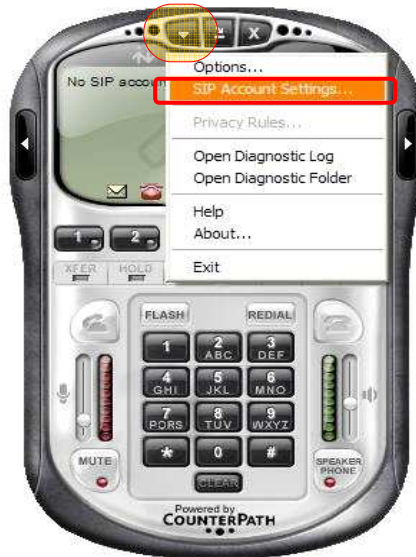 X
Options...
No SIP accoun
SIP Account Settings...
Privacy Rules...
Open Diagnostic Log
Open Diagnostic Folder
Help
About...
Exit
1 2
XFER HOLD
FLASH REDIAL
1 2 3
ABC DEF
4 5 6
GHI JKL MNO
7 8 9
PQRS TUV WXYZ
* 0 #
MUTE
SPEAKER
PHONE
CLEAR
Powered by
COUNTERPATH